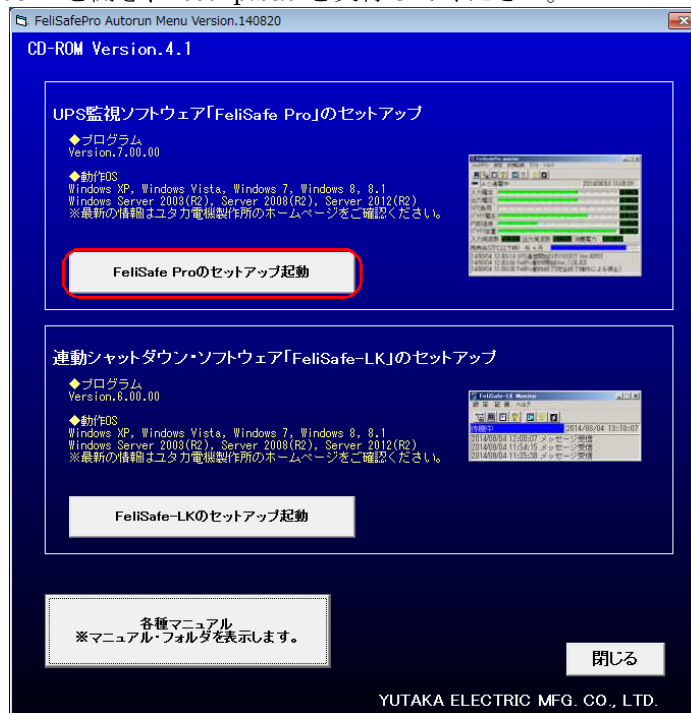 FeliSafePro Autorun Menu Version.140820
CD-ROM Version.4.1
UPS監視ソフトウェア「FeliSafe Pro」のセットアップ
◆プログラム
Version.7.00.00
◆動作OS
Windows XP, Windows Vista, Windows 7, Windows 8, 8.1
Windows Server 2003(R2), Server 2008(R2), Server 2012(R2)
※最新の情報はユタカ電機製作所のホームページをご確認ください。
FeliSafe Proのセットアップ起動
連動シャットダウン・ソフトウェア「FeliSafe-LK」のセットアップ
◆プログラム
Version.6.00.00
◆動作OS
Windows XP, Windows Vista, Windows 7, Windows 8, 8.1
Windows Server 2003(R2), Server 2008(R2), Server 2012(R2)
※最新の情報はユタカ電機製作所のホームページをご確認ください。
FeliSafe-LK Monitor
待機中 2014/08/04 13:10:07
2014/08/04 12:00:07 メッセージ受信
2014/08/04 11:54:15 メッセージ受信
2014/08/04 11:35:38 メッセージ受信
FeliSafe-LKのセットアップ起動
各種マニュアル
※マニュアル・フォルダを表示します。
閉じる
YUTAKA ELECTRIC MFG. CO., LTD.